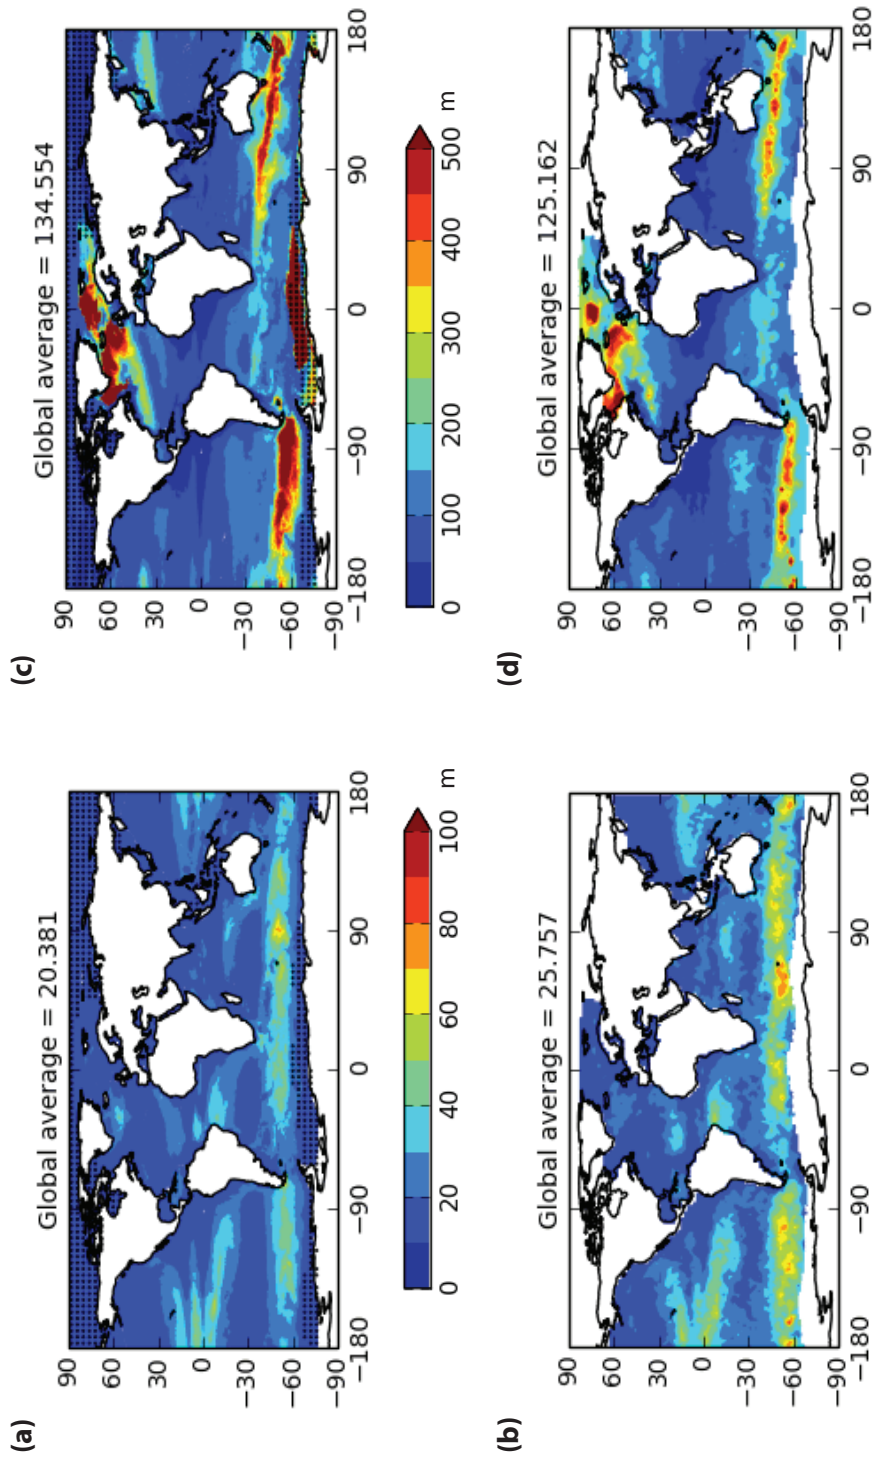 (a)
Global average = 20.381
90
60
30
0
−30
−60
−90
−180 −90 0 90 180
0 20 40 60 80 100 m
(c)
Global average = 134.554
90
60
30
0
−30
−60
−90
−180 −90 0 90 180
0 100 200 300 400 500 m
(b)
Global average = 25.757
90
60
30
0
−30
−60
−90
−180 −90 0 90 180
(d)
Global average = 125.162
90
60
30
0
−30
−60
−90
−180 −90 0 90 180